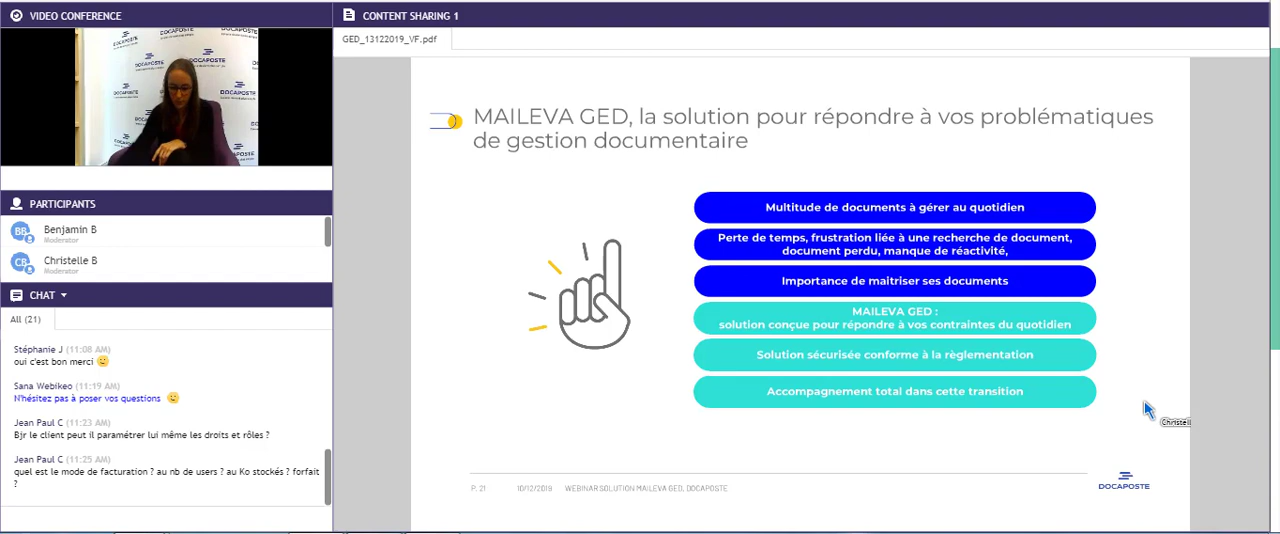 VIDEO CONFERENCE
DOCAPOSTE
DOCAPOSTE
DOCAPOSTE
DOCAPOSTE
PARTICIPANTS
BB
Benjamin B
Moderator
CB
Christelle B
Moderator
CHAT
All (21)
Stéphanie J (11:08 AM)
oui c'est bon merci
Sana Webikeo (11:19 AM)
N'hésitez pas à poser vos questions
Jean Paul C (11:23 AM)
Bjr le client peut il paramétrer lui même les droits et rôles ?
Jean Paul C (11:25 AM)
quel est le mode de facturation ? au nb de users ? au Ko stockés ? forfait
?
CONTENT SHARING 1
GED_13122019_VF.pdf
MAILEVA GED, la solution pour répondre à vos problématiques
de gestion documentaire
Multitude de documents à gérer au quotidien
Perte de temps, frustration liée à une recherche de document,
document perdu, manque de réactivité,
Importance de maitriser ses documents
MAILEVA GED :
solution conçue pour répondre à vos contraintes du quotidien
Solution sécurisée conforme à la règlementation
Accompagnement total dans cette transition
Christell
P. 21
10/12/2019
WEBINAR SOLUTION MAILEVA GED, DOCAPOSTE
DOCAPOSTE